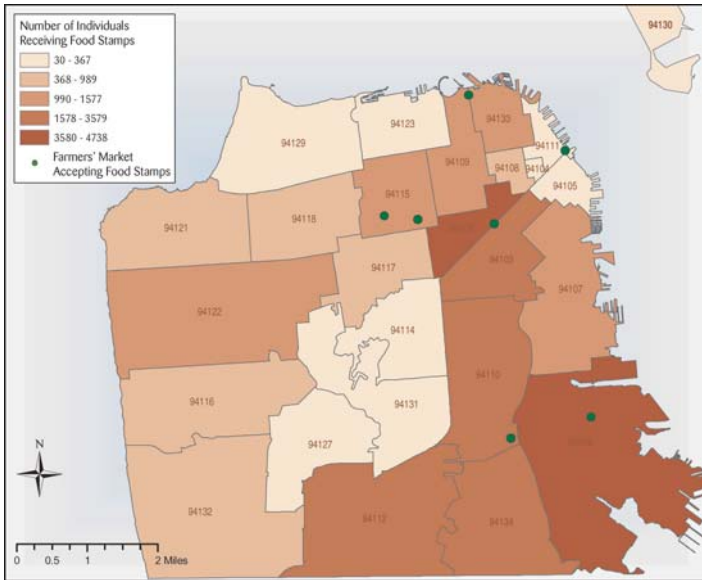 Number of Individuals
Receiving Food Stamps
30 - 367
368 - 989
990 - 1577
1578 - 3579
3580 - 4738
Farmers' Market
Accepting Food Stamps
94130
94123
94133
94129
94111
94109
94108
94104
94105
94115
94121
94118
94103
94117
94107
94122
94114
94110
94116
94131
94127
94132
94112
94134
N
0 0.5 1 2 Miles